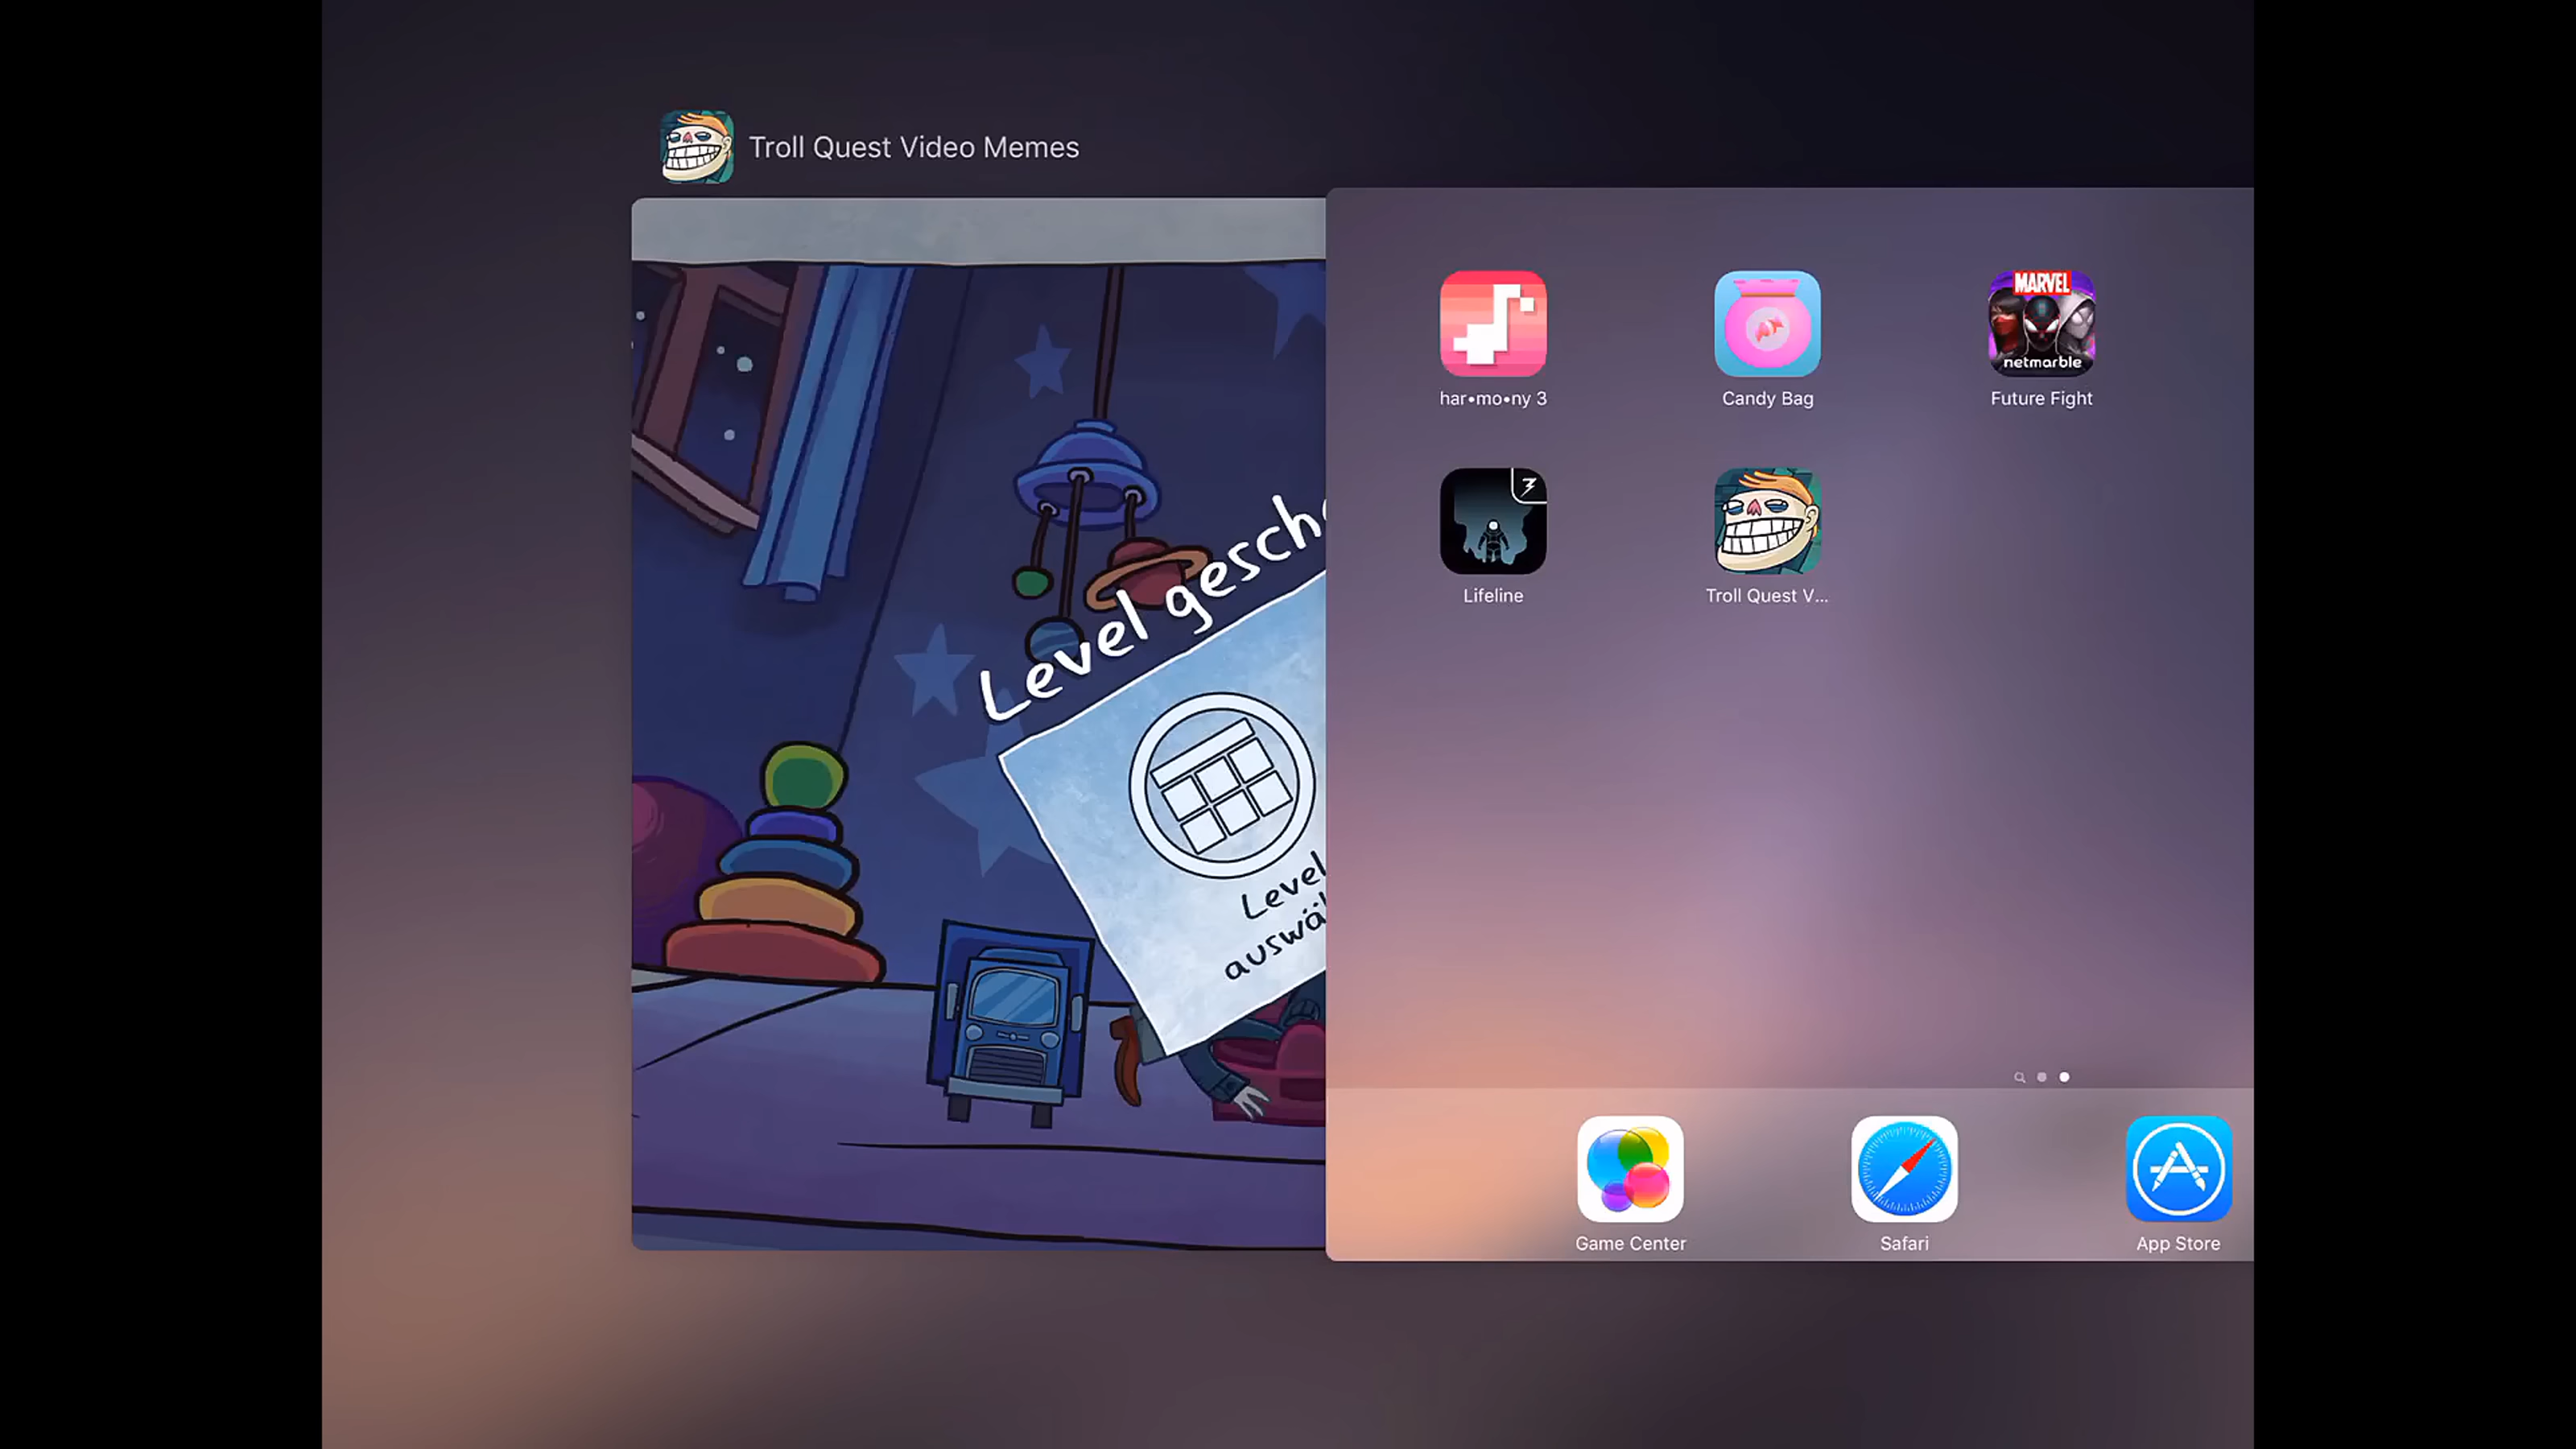 Troll Quest Video Memes
Level gesch
Level
auswä
MARVEL
netmarble
har•mo•ny 3
Candy Bag
Future Fight
Lifeline
Troll Quest V...
Game Center
Safari
App Store